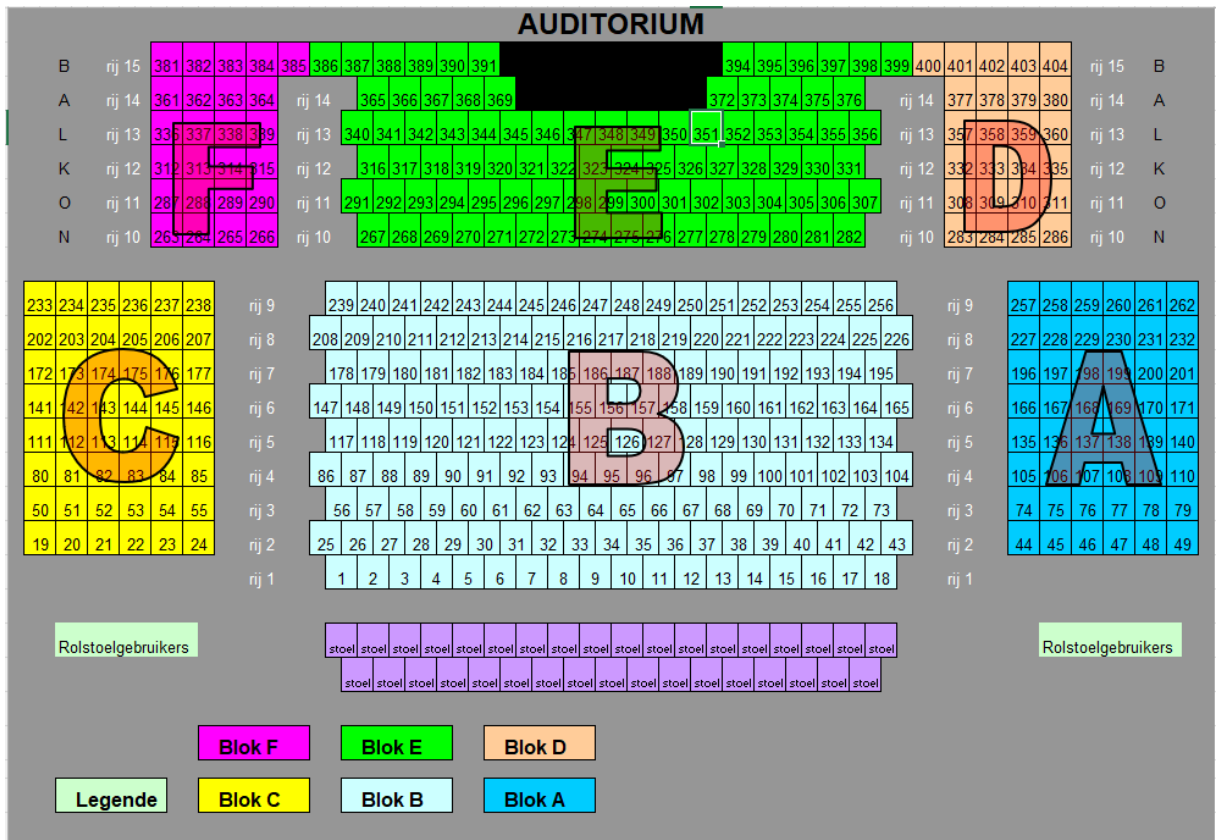 AUDITORIUM
B rij 15 381 382 383 384 385 386 387 388 389 390 391 394 395 396 397 398 399 400 401 402 403 404 rij 15 B
A rij 14 361 362 363 364 rij 14 365 366 367 368 369 372 373 374 375 376 rij 14 377 378 379 380 rij 14 A
L rij 13 336 337 338 339 rij 13 340 341 342 343 344 345 346 347 348 349 350 351 352 353 354 355 356 rij 13 357 358 359 360 rij 13 L
K rij 12 312 313 314 315 rij 12 316 317 318 319 320 321 322 323 324 325 326 327 328 329 330 331 rij 12 332 333 334 335 rij 12 K
F E D
O rij 11 287 288 289 290 rij 11 291 292 293 294 295 296 297 298 299 300 301 302 303 304 305 306 307 rij 11 308 309 310 311 rij 11 O
N rij 10 263 264 265 266 rij 10 267 268 269 270 271 272 273 274 275 276 277 278 279 280 281 282 rij 10 283 284 285 286 rij 10 N
233 234 235 236 237 238 rij 9 239 240 241 242 243 244 245 246 247 248 249 250 251 252 253 254 255 256 rij 9 257 258 259 260 261 262
202 203 204 205 206 207 rij 8 208 209 210 211 212 213 214 215 216 217 218 219 220 221 222 223 224 225 226 rij 8 227 228 229 230 231 232
172 173 174 175 176 177 rij 7 178 179 180 181 182 183 184 185 186 187 188 189 190 191 192 193 194 195 rij 7 196 197 198 199 200 201
141 142 143 144 145 146 rij 6 147 148 149 150 151 152 153 154 155 156 157 158 159 160 161 162 163 164 165 rij 6 166 167 168 169 170 171
C B A
111 112 113 114 115 116 rij 5 117 118 119 120 121 122 123 124 125 126 127 128 129 130 131 132 133 134 rij 5 135 136 137 138 139 140
80 81 82 83 84 85 rij 4 86 87 88 89 90 91 92 93 94 95 96 97 98 99 100 101 102 103 104 rij 4 105 106 107 108 109 110
50 51 52 53 54 55 rij 3 56 57 58 59 60 61 62 63 64 65 66 67 68 69 70 71 72 73 rij 3 74 75 76 77 78 79
19 20 21 22 23 24 rij 2 25 26 27 28 29 30 31 32 33 34 35 36 37 38 39 40 41 42 43 rij 2 44 45 46 47 48 49
rij 1 1 2 3 4 5 6 7 8 9 10 11 12 13 14 15 16 17 18 rij 1
Rolstoelgebruikers stoel stoel stoel stoel stoel stoel stoel stoel stoel stoel stoel stoel stoel stoel stoel stoel stoel stoel Rolstoelgebruikers
stoel stoel stoel stoel stoel stoel stoel stoel stoel stoel stoel stoel stoel stoel stoel stoel stoel
Blok F Blok E Blok D
Legende Blok C Blok B Blok A